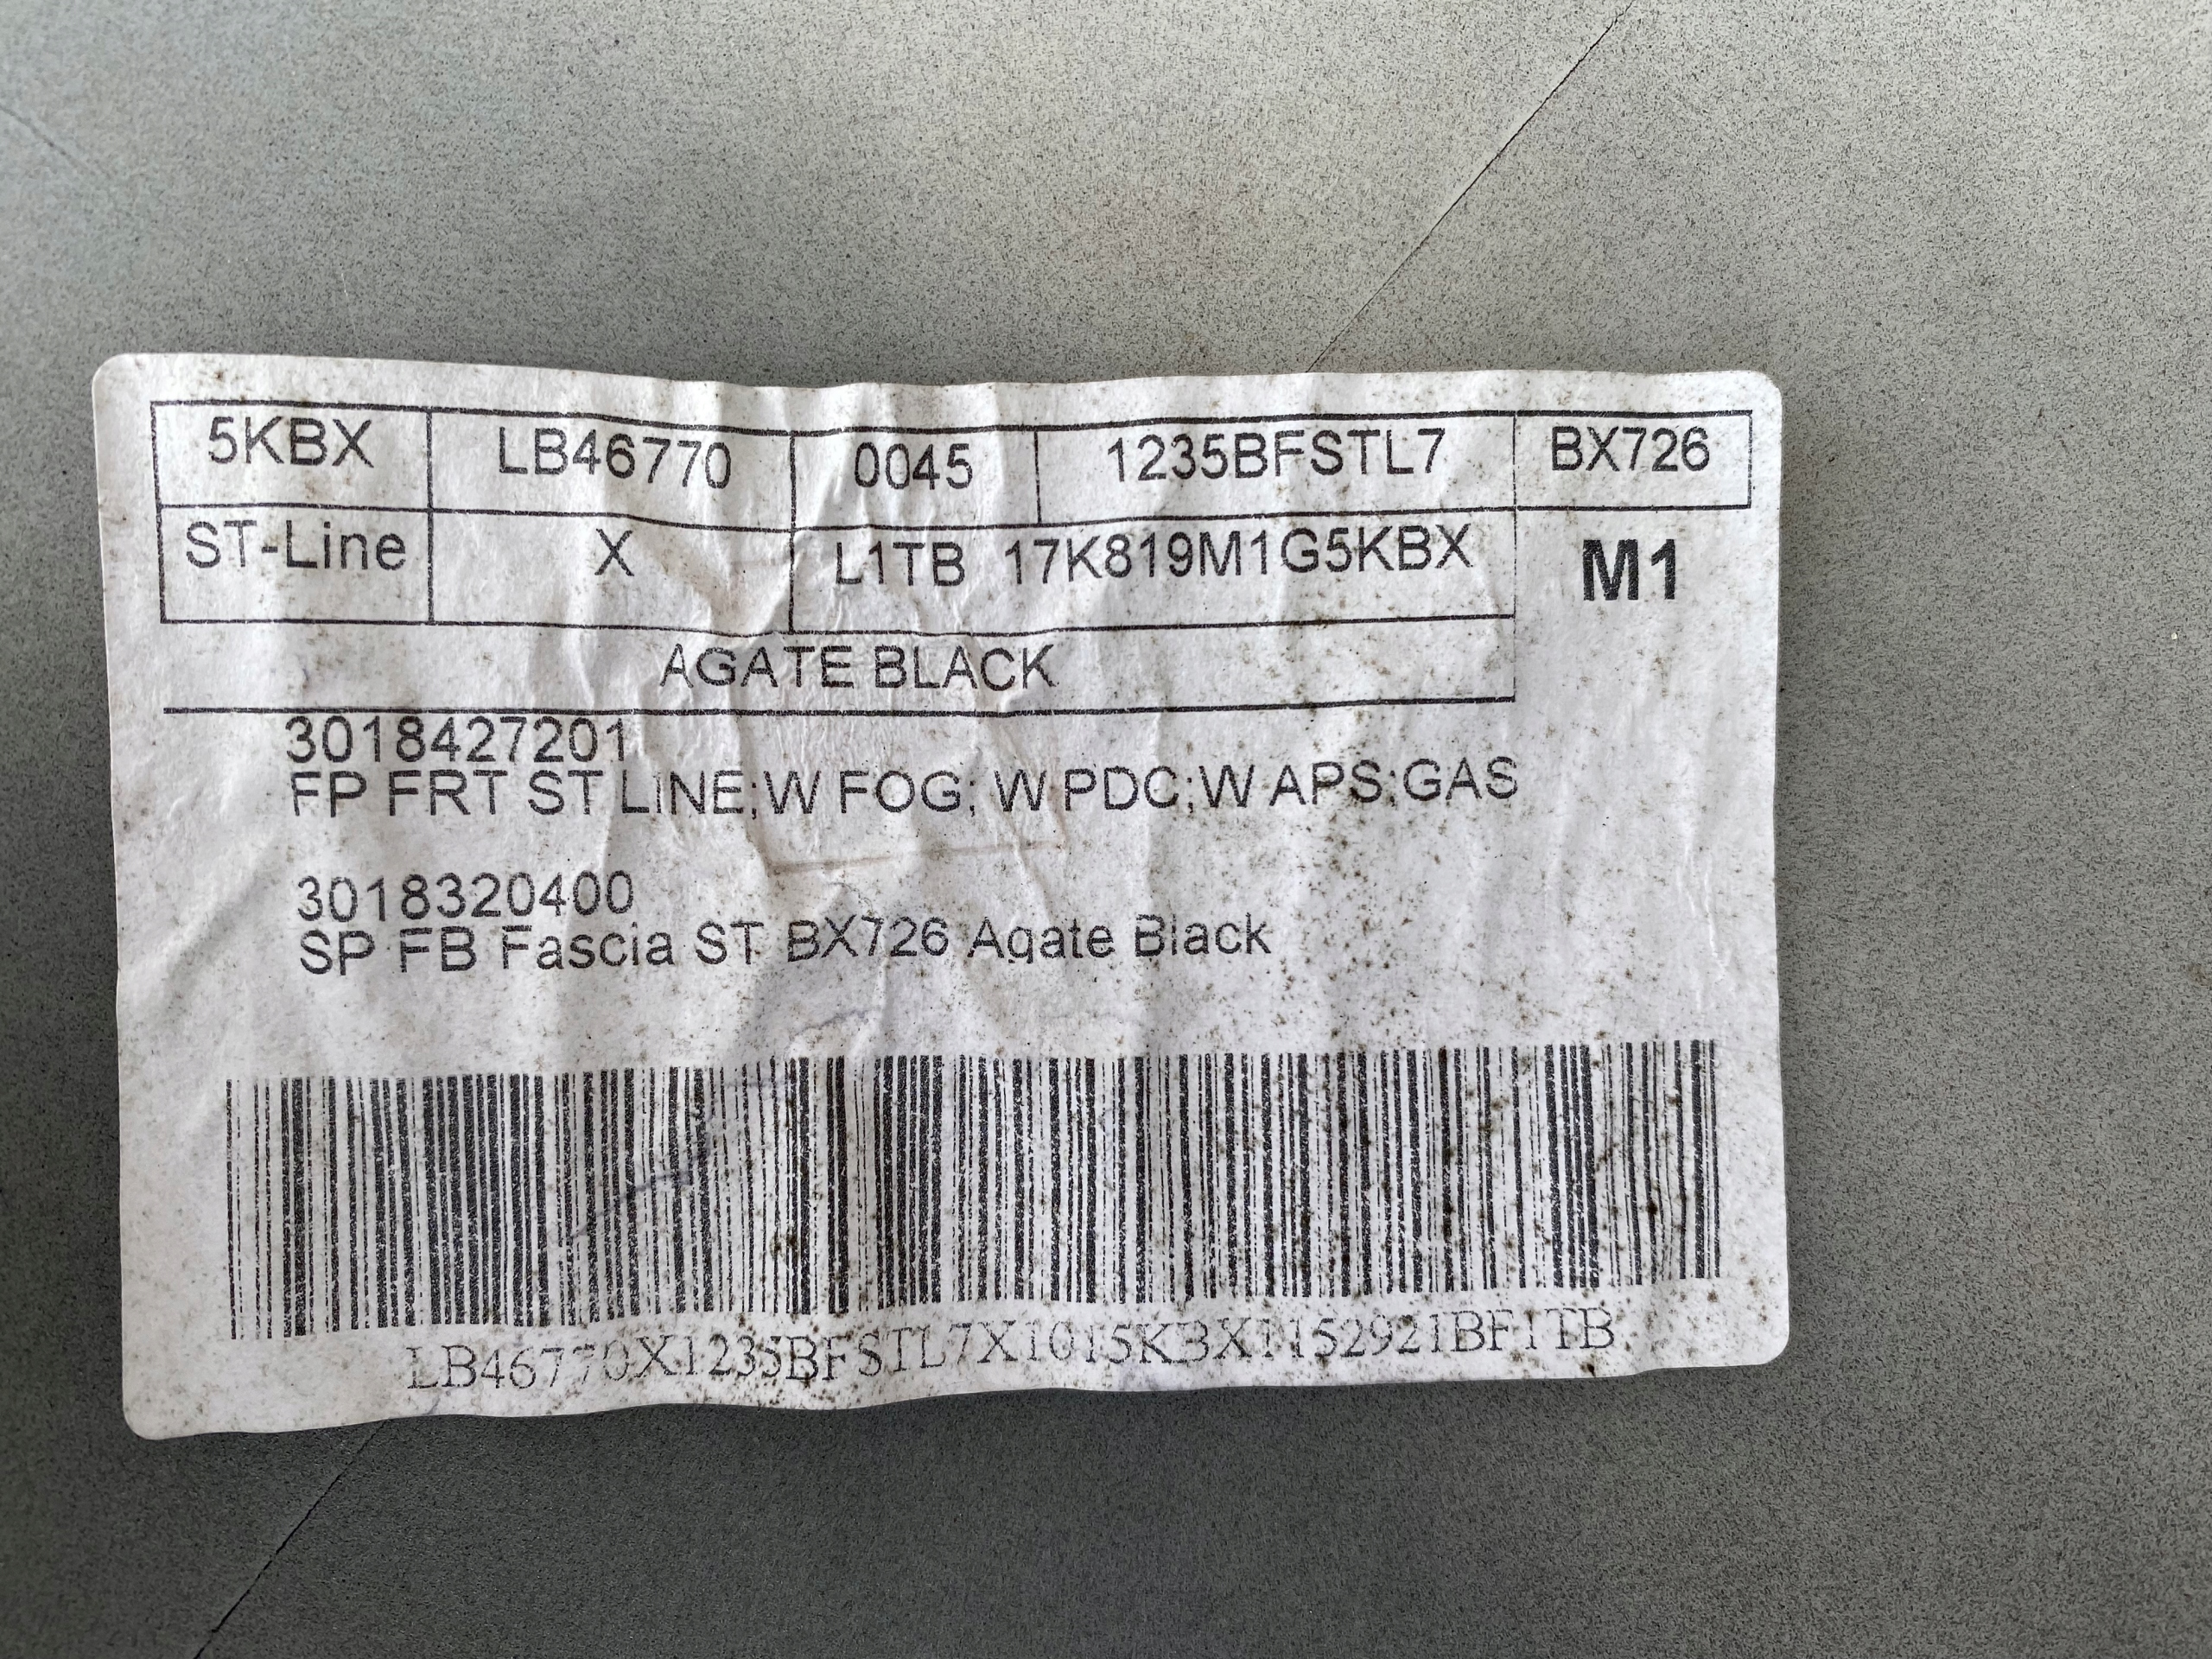 5KBX LB46770 0045 1235BFSTL7 BX726
ST-Line X L1TB 17K819M1G5KBX M1
AGATE BLACK
3018427201
FP FRT ST LINE;W FOG; W PDC;W APS;GAS
3018320400
SP FB Fascia ST BX726 Agate Black
LB46770X1235BFSTL7X1015KBX1152921BF1TB